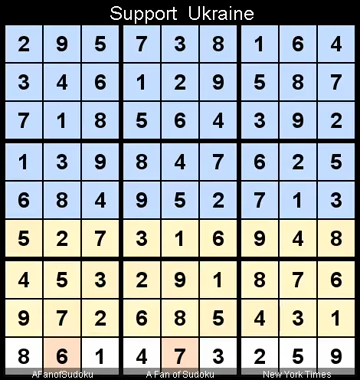 Support Ukraine
2 9 5 7 3 8 1 6 4
3 4 6 1 2 9 5 8 7
7 1 8 5 6 4 3 9 2
1 3 9 8 4 7 6 2 5
6 8 4 9 5 2 7 1 3
5 2 7 3 1 6 9 4 8
4 5 3 2 9 1 8 7 6
9 7 2 6 8 5 4 3 1
8 6 1 4 7 3 2 5 9
AFanofSudoku A Fan of Sudoku New York Times